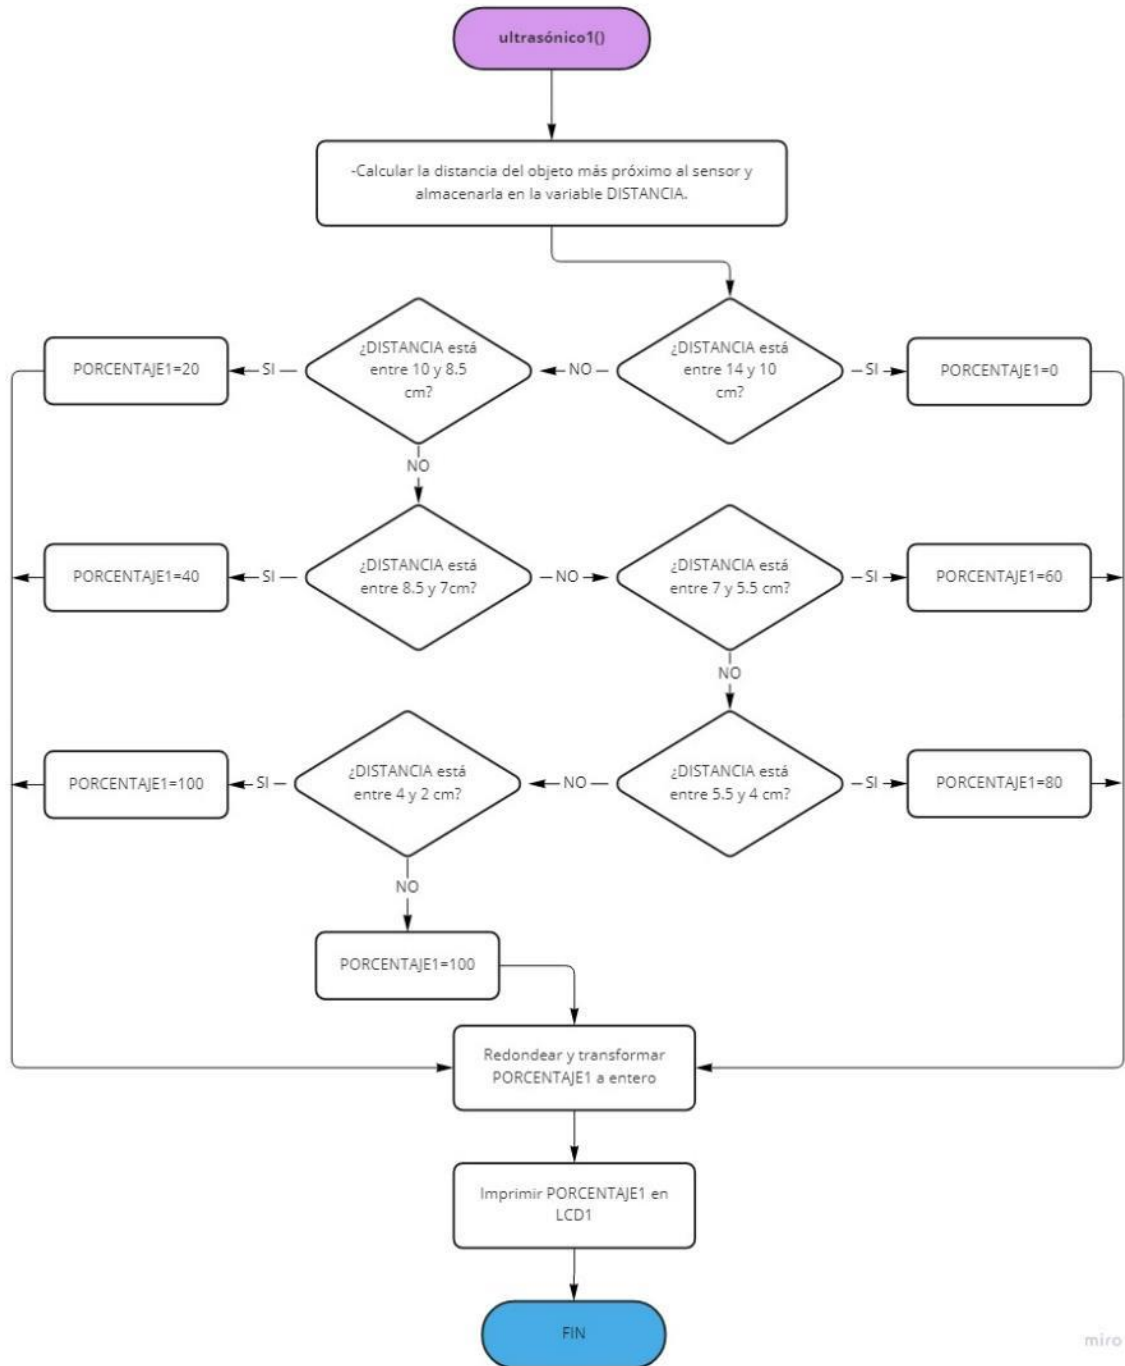 ultrasónico1()
-Calcular la distancia del objeto más próximo al sensor y
almacenarla en la variable DISTANCIA.
¿DISTANCIA está
entre 14 y 10
cm?
SI
PORCENTAJE1=0
NO
¿DISTANCIA está
entre 10 y 8.5
cm?
SI
PORCENTAJE1=20
NO
¿DISTANCIA está
entre 8.5 y 7cm?
SI
PORCENTAJE1=40
NO
¿DISTANCIA está
entre 7 y 5.5 cm?
SI
PORCENTAJE1=60
NO
¿DISTANCIA está
entre 5.5 y 4 cm?
SI
PORCENTAJE1=80
NO
¿DISTANCIA está
entre 4 y 2 cm?
SI
PORCENTAJE1=100
NO
PORCENTAJE1=100
Redondear y transformar
PORCENTAJE1 a entero
Imprimir PORCENTAJE1 en
LCD1
FIN
miro